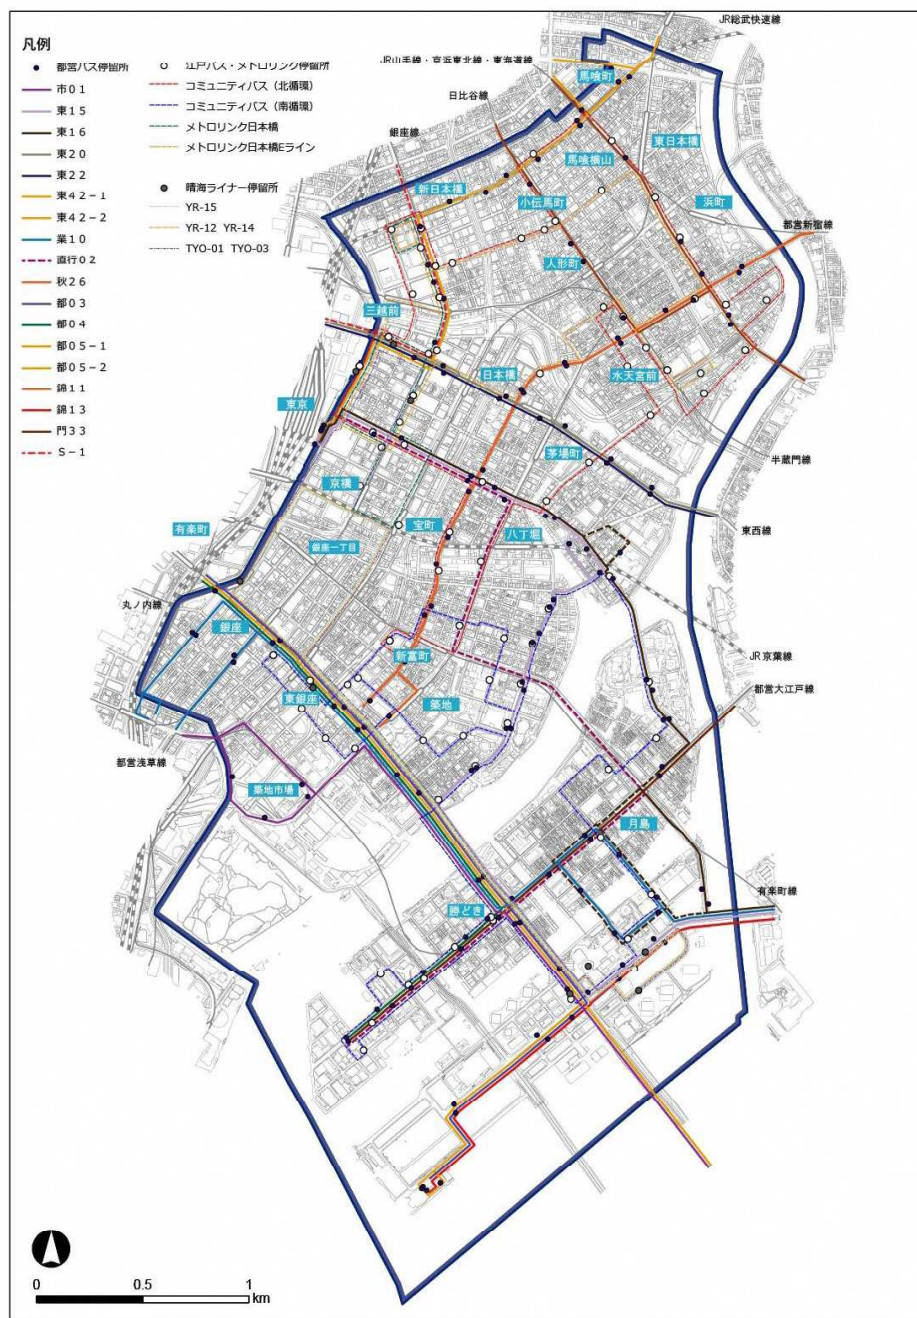 凡例
都営バス停留所
市01
東15
東16
東20
東22
東42-1
東42-2
業10
直行02
秋26
都03
都04
都05-1
都05-2
錦11
錦13
門33
S-1
江戸バス・メトロリンク停留所
コミュニティバス（北循環）
コミュニティバス（南循環）
メトロリンク日本橋
メトロリンク日本橋Eライン
晴海ライナー停留所
YR-15
YR-12 YR-14
TYO-01 TYO-03
JR総武快速線
JR山手線・京浜東北線・東海道線
馬喰町
日比谷線
銀座線
東日本橋
馬喰横山
新日本橋
小伝馬町
浜町
都営新宿線
人形町
三越前
日本橋
水天宮前
東京
茅場町
半蔵門線
京橋
宝町
八丁堀
東西線
有楽町
銀座一丁目
丸ノ内線
銀座
新富町
JR京葉線
東銀座
築地
都営大江戸線
都営浅草線
築地市場
月島
有楽町線
勝どき
0
0.5
1
km